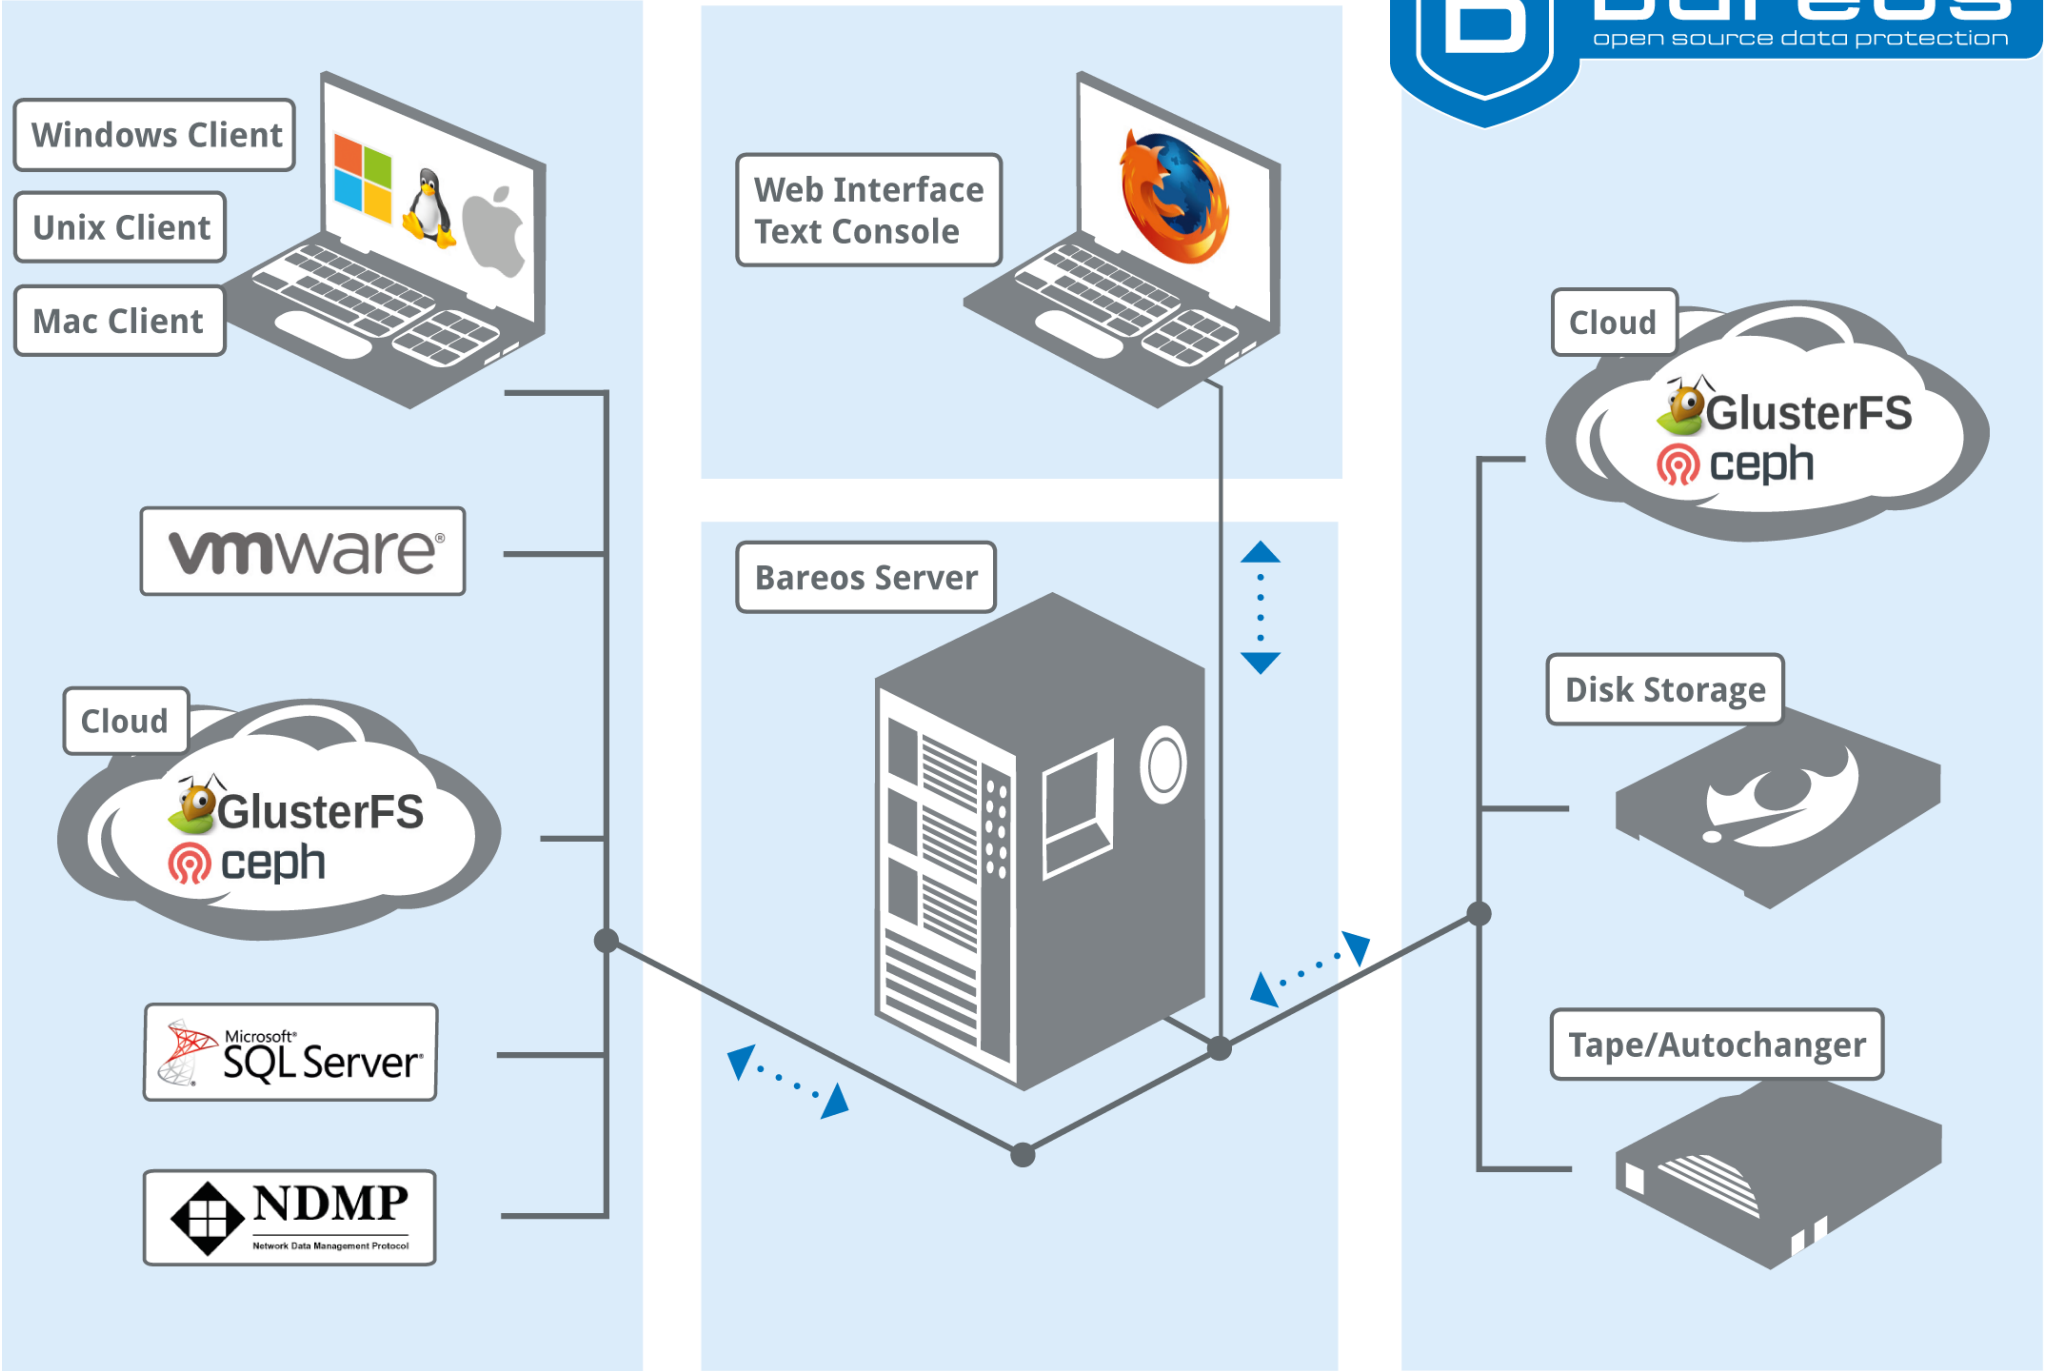 Bareos
open source data protection
Windows Client
Unix Client
Mac Client
Web Interface
Text Console
Cloud
GlusterFS
ceph
vmware®
Bareos Server
Disk Storage
Cloud
GlusterFS
ceph
Microsoft®
SQL Server®
Tape/Autochanger
NDMP
Network Data Management Protocol